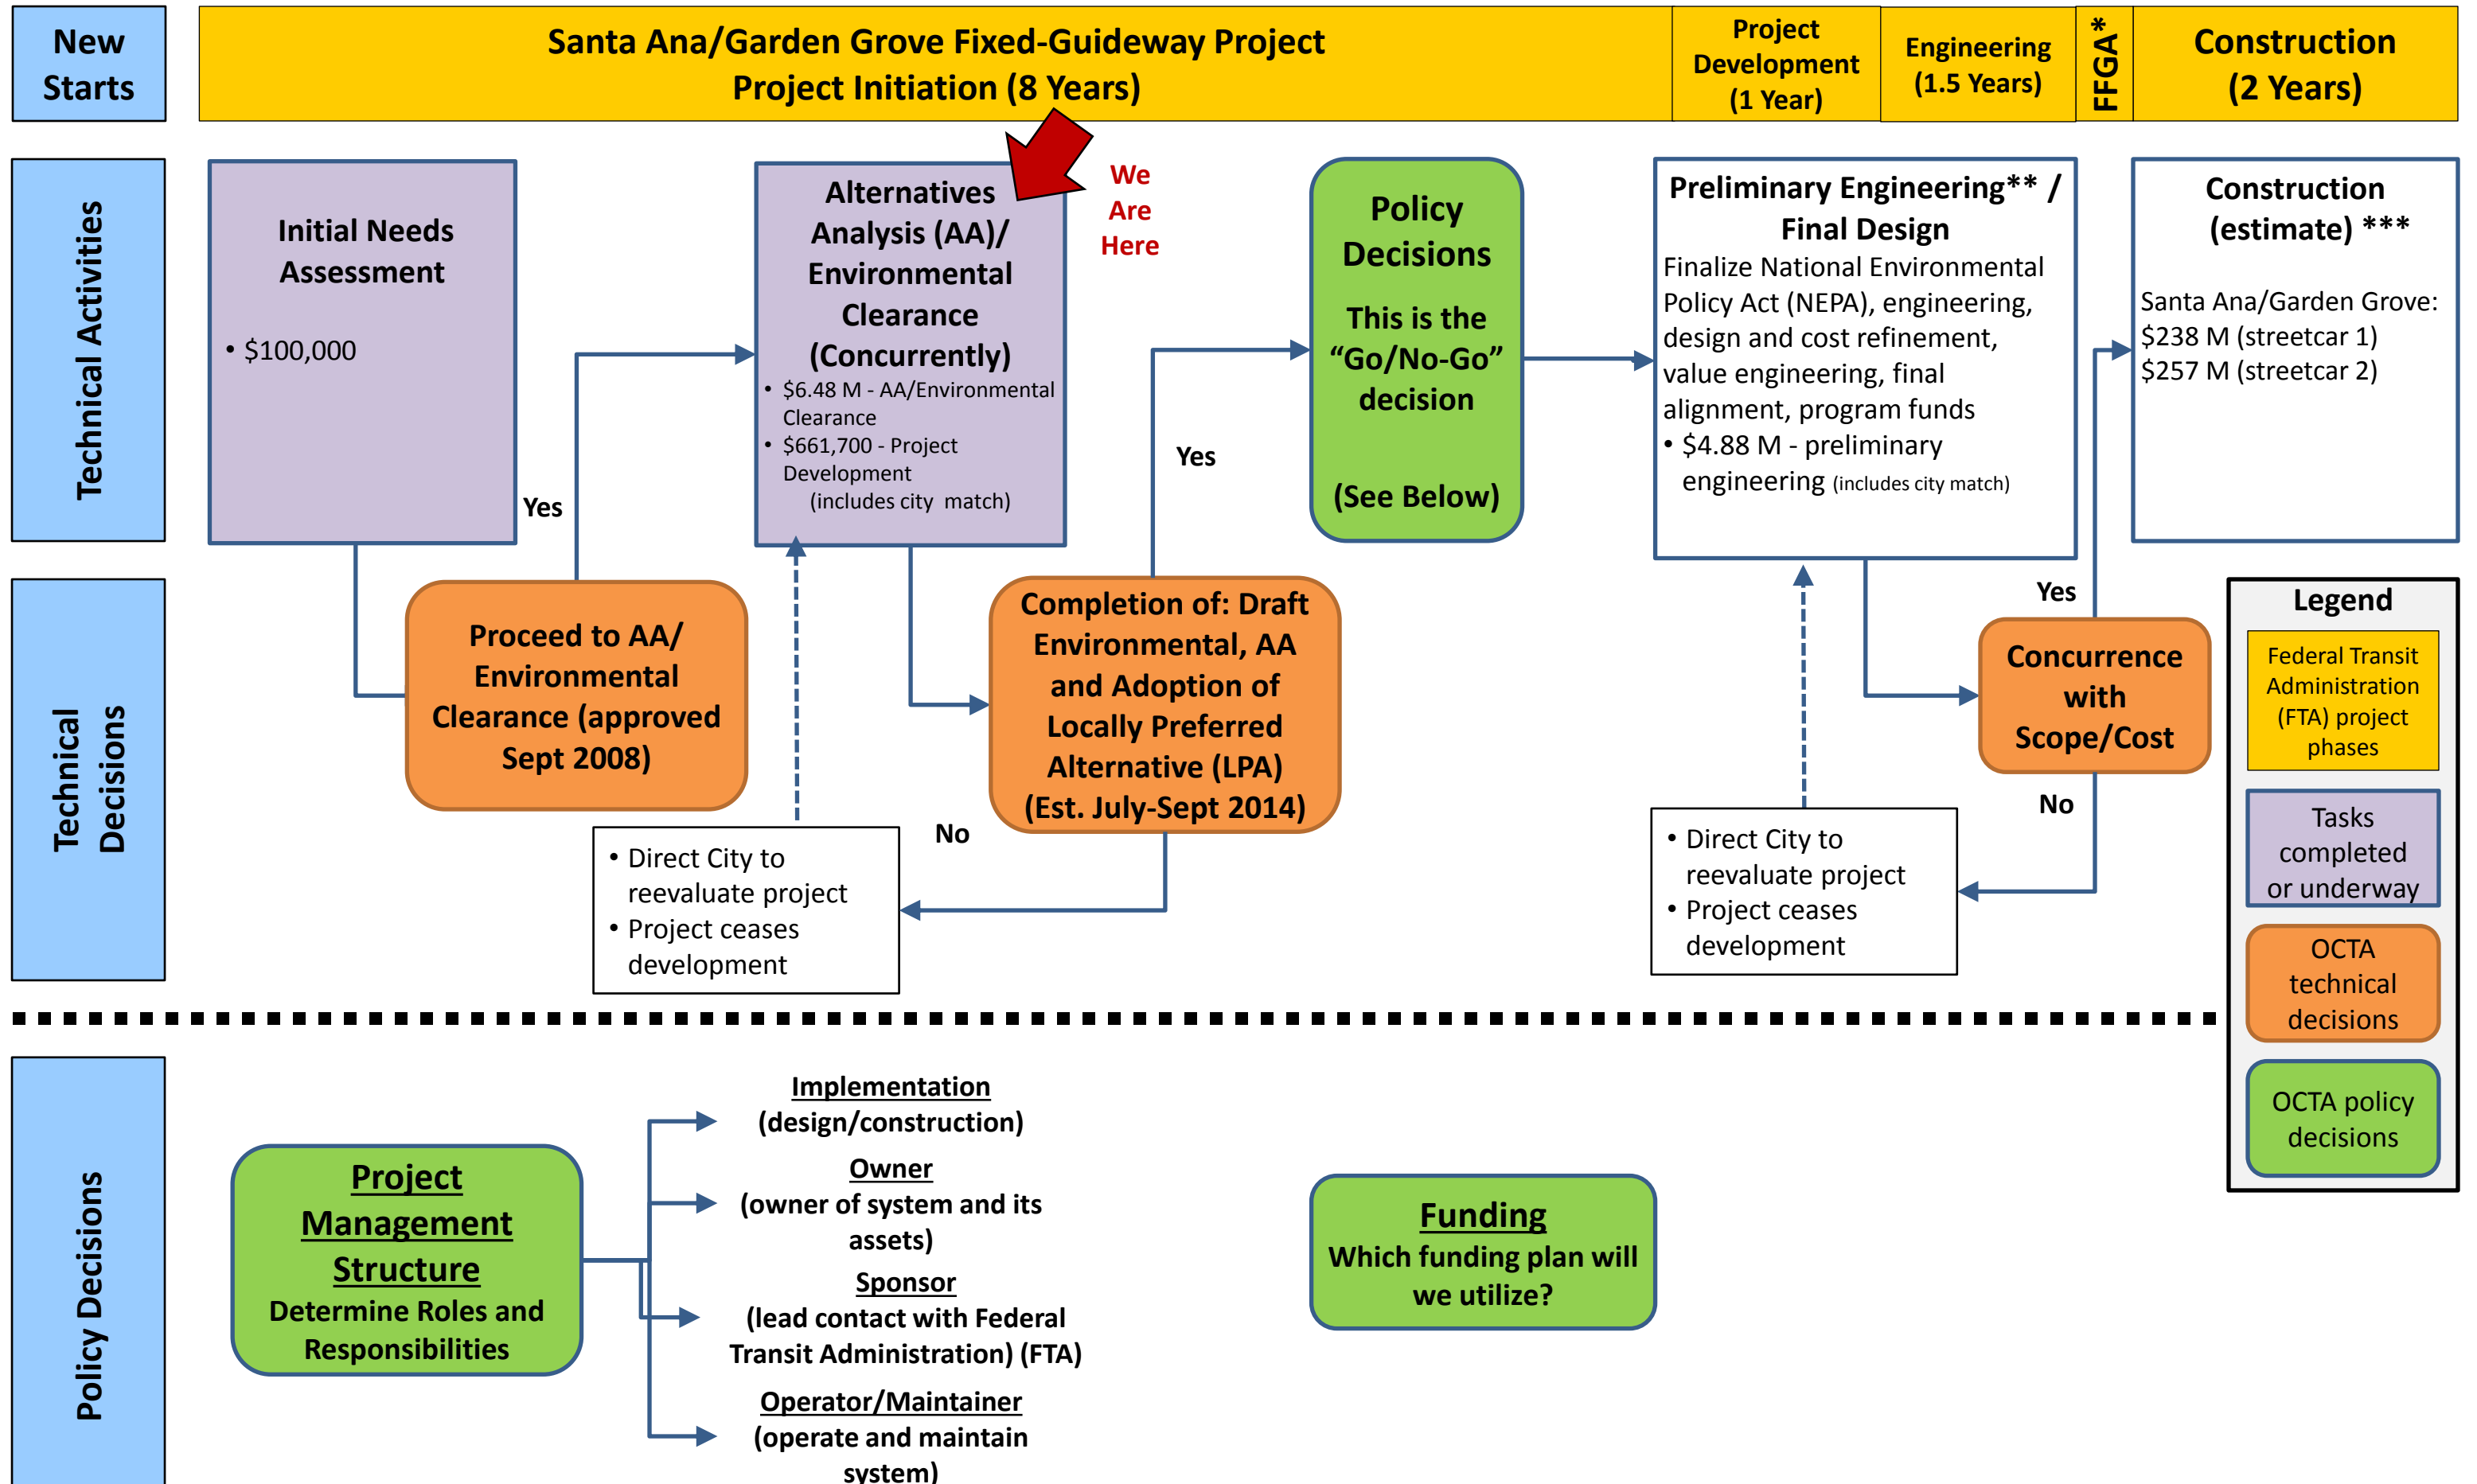 New
Starts
Santa Ana/Garden Grove Fixed-Guideway Project
Project Initiation (8 Years)
Project
Development
(1 Year)
Engineering
(1.5 Years)
FFGA*
Construction
(2 Years)
Technical Activities
Initial Needs
Assessment
• $100,000
Yes
Alternatives
Analysis (AA)/
Environmental
Clearance
(Concurrently)
• $6.48 M - AA/Environmental
Clearance
• $661,700 - Project
Development
(includes city match)
We
Are
Here
Yes
Policy
Decisions
This is the
“Go/No-Go”
decision
(See Below)
Preliminary Engineering** /
Final Design
Finalize National Environmental
Policy Act (NEPA), engineering,
design and cost refinement,
value engineering, final
alignment, program funds
• $4.88 M - preliminary
engineering (includes city match)
Construction
(estimate) ***
Santa Ana/Garden Grove:
$238 M (streetcar 1)
$257 M (streetcar 2)
Technical
Decisions
Proceed to AA/
Environmental
Clearance (approved
Sept 2008)
Completion of: Draft
Environmental, AA
and Adoption of
Locally Preferred
Alternative (LPA)
(Est. July-Sept 2014)
No
• Direct City to
reevaluate project
• Project ceases
development
Yes
Concurrence
with
Scope/Cost
No
• Direct City to
reevaluate project
• Project ceases
development
Legend
Federal Transit
Administration
(FTA) project
phases
Tasks
completed
or underway
OCTA
technical
decisions
OCTA policy
decisions
Policy Decisions
Project
Management
Structure
Determine Roles and
Responsibilities
Implementation
(design/construction)
Owner
(owner of system and its
assets)
Sponsor
(lead contact with Federal
Transit Administration) (FTA)
Operator/Maintainer
(operate and maintain
system)
Funding
Which funding plan will
we utilize?